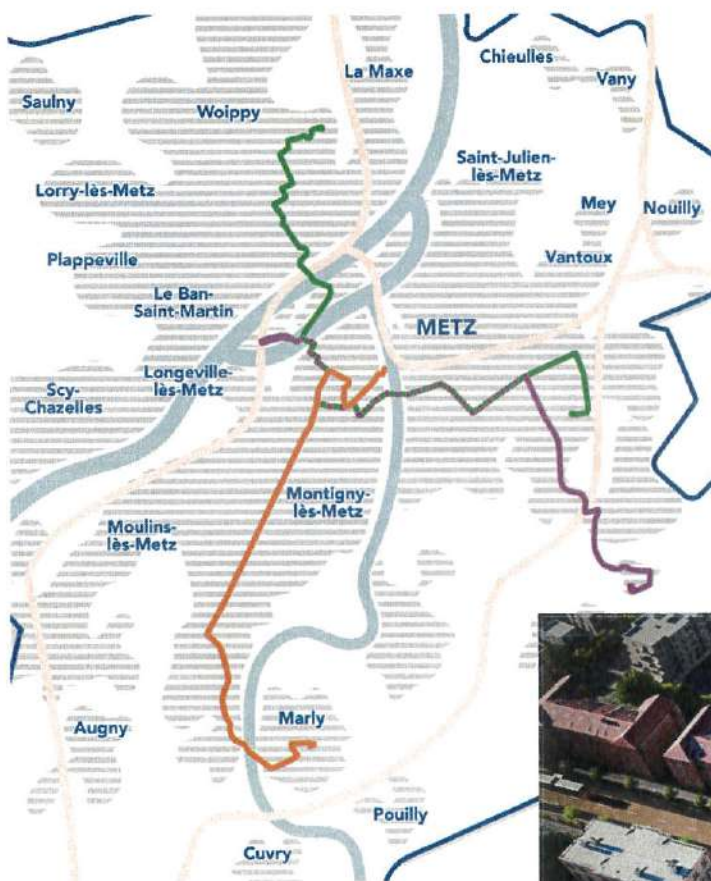 Chieulles
La Maxe
Vany
Saulny
Woippy
Saint-Julien-
lès-Metz
Lorry-lès-Metz
Mey
Nouilly
Plappeville
Vantoux
Le Ban-
Saint-Martin
METZ
Longeville-
lès-Metz
Scy-
Chazelles
Montigny-
lès-Metz
Moulins-
lès-Metz
Marly
Augny
Pouilly
Cuvry